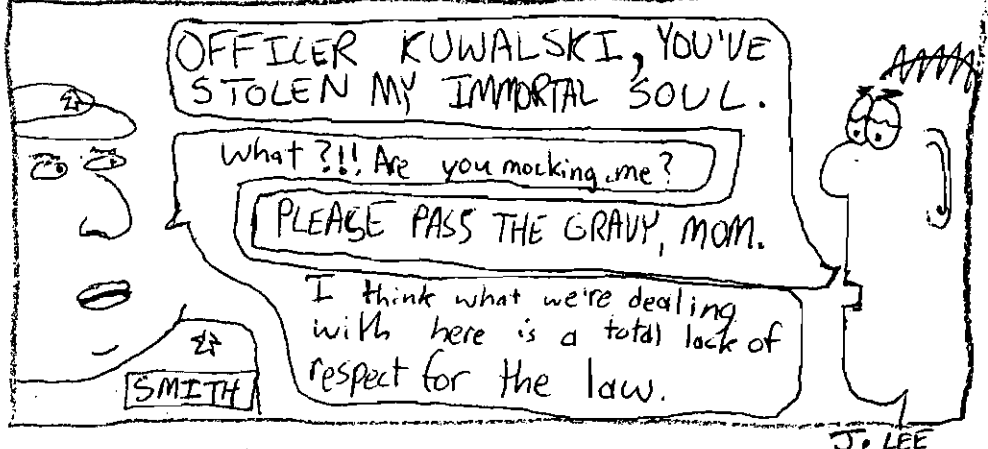 OFFICER KUWALSKI, YOU'VE
STOLEN MY IMMORTAL SOUL.
What?!! Are you mocking me?
PLEASE PASS THE GRAVY, MOM.
I think what we're dealing
with here is a total lack of
respect for the law.
SMITH
J. LEE